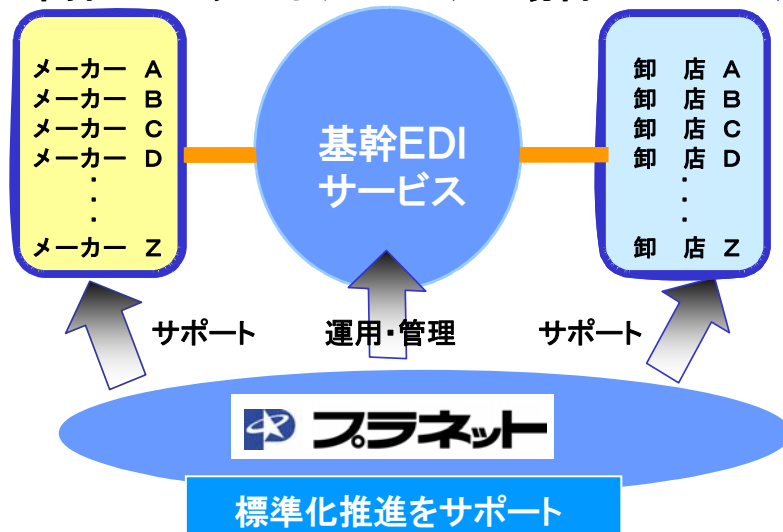 メーカー A
メーカー B
メーカー C
メーカー D
・
・
・
メーカー Z
基幹EDI
サービス
卸 店 A
卸 店 B
卸 店 C
卸 店 D
・
・
・
卸 店 Z
サポート
運用・管理
サポート
プラネット
標準化推進をサポート